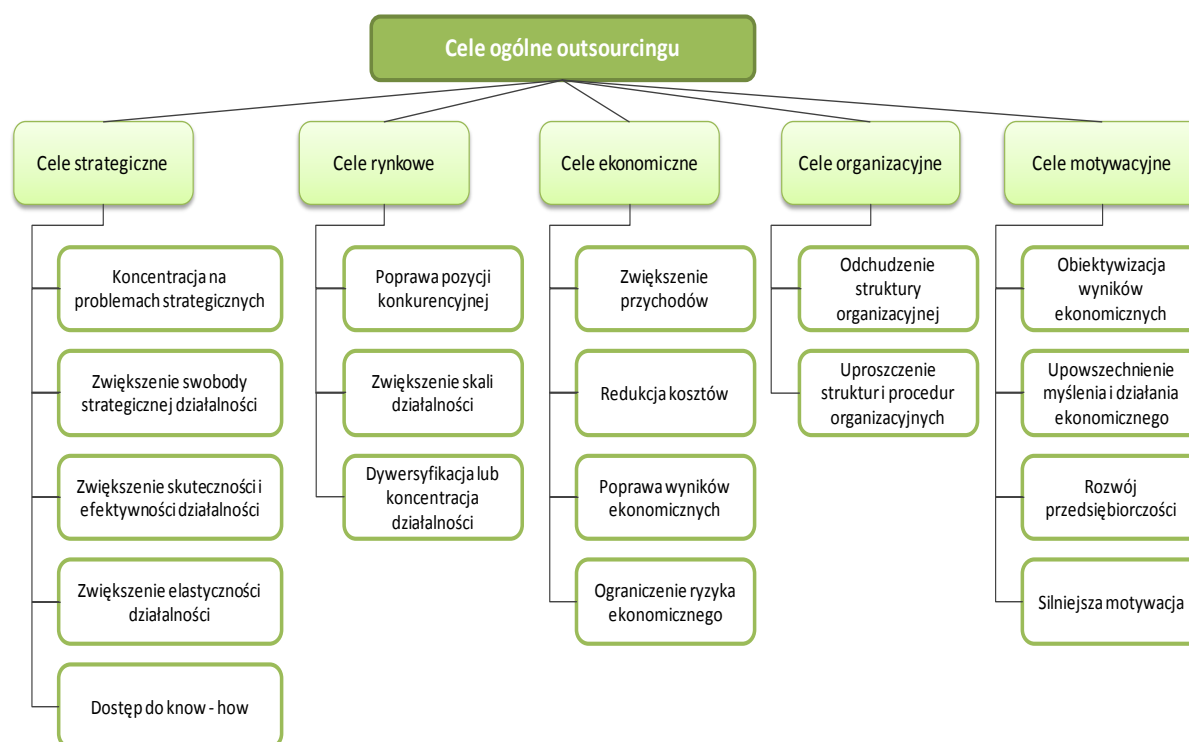 Cele ogólne outsourcingu
Cele strategiczne
Koncentracja na
problemach strategicznych
Zwiększenie swobody
strategicznej działalności
Zwiększenie skuteczności i
efektywności działalności
Zwiększenie elastyczności
działalności
Dostęp do know - how
Cele rynkowe
Poprawa pozycji
konkurencyjnej
Zwiększenie skali
działalności
Dywersyfikacja lub
koncentracja
działalności
Cele ekonomiczne
Zwiększenie
przychodów
Redukcja kosztów
Poprawa wyników
ekonomicznych
Ograniczenie ryzyka
ekonomicznego
Cele organizacyjne
Odchudzenie
struktury
organizacyjnej
Uproszczenie
struktur i procedur
organizacyjnych
Cele motywacyjne
Obiektywizacja
wyników
ekonomicznych
Upowszechnienie
myślenia i działania
ekonomicznego
Rozwój
przedsiębiorczości
Silniejsza motywacja